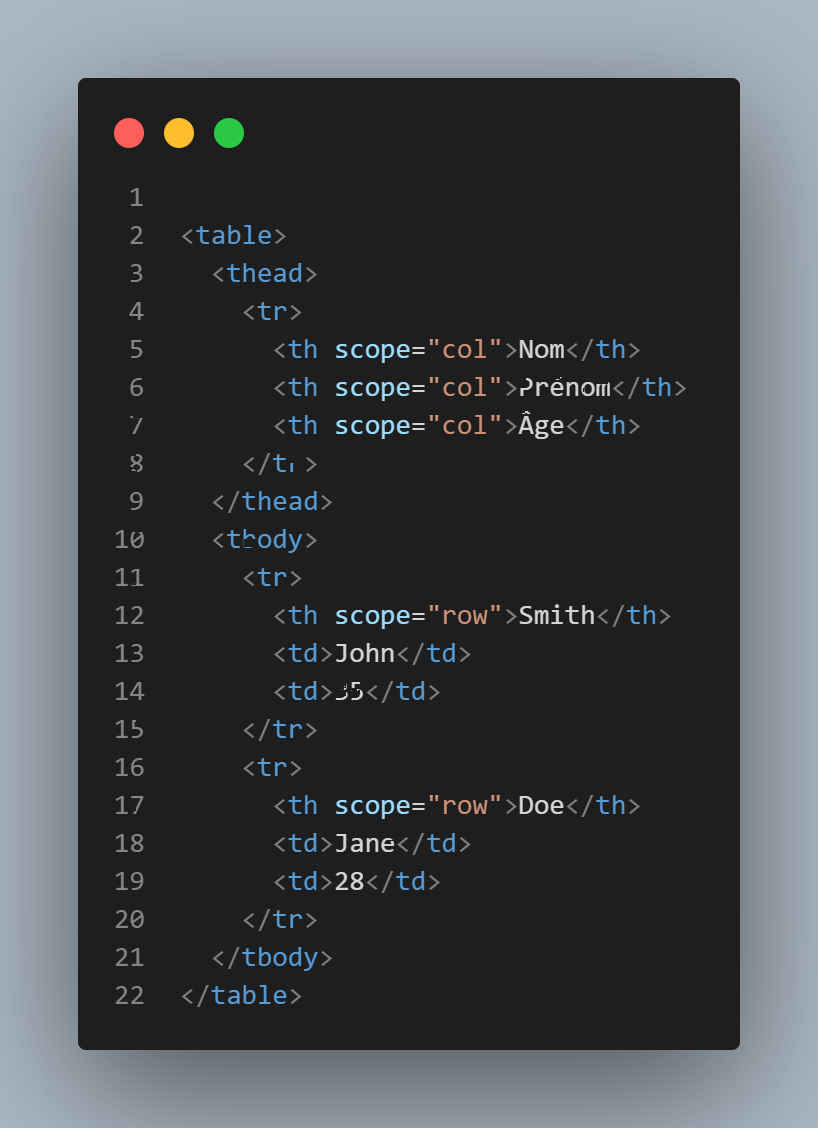 1
2 <table>
3 <thead>
4 <tr>
5 <th scope="col">Nom</th>
6 <th scope="col">Prénom</th>
7 <th scope="col">Âge</th>
8 </tr>
9 </thead>
10 <tbody>
11 <tr>
12 <th scope="row">Smith</th>
13 <td>John</td>
14 <td>35</td>
15 </tr>
16 <tr>
17 <th scope="row">Doe</th>
18 <td>Jane</td>
19 <td>28</td>
20 </tr>
21 </tbody>
22 </table>